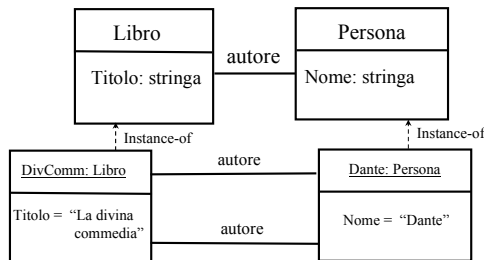 Libro
Persona
autore
Titolo: stringa
Nome: stringa
Instance-of
Instance-of
DivComm: Libro
autore
Dante: Persona
Titolo = “La divina
commedia”
Nome = “Dante”
autore